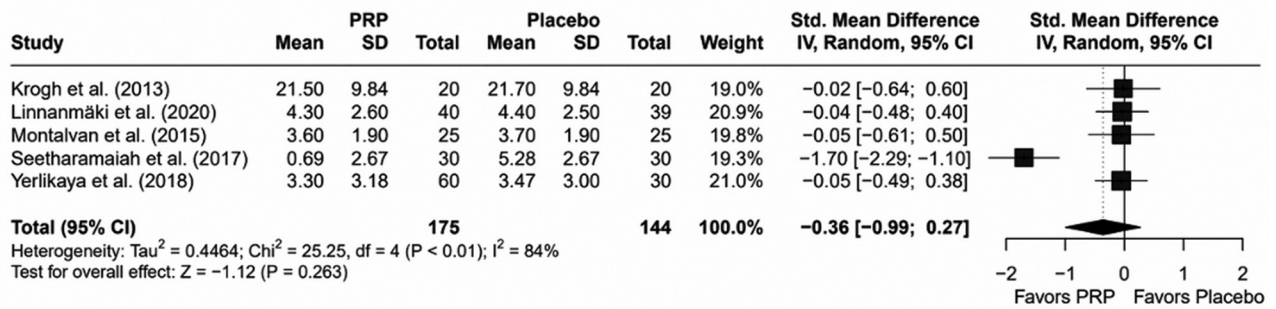 PRP Placebo Std. Mean Difference Std. Mean Difference
Study Mean SD Total Mean SD Total Weight IV, Random, 95% CI IV, Random, 95% CI
Krogh et al. (2013) 21.50 9.84 20 21.70 9.84 20 19.0% −0.02 [−0.64; 0.60]
Linnanmäki et al. (2020) 4.30 2.60 40 4.40 2.50 39 20.9% −0.04 [−0.48; 0.40]
Montalvan et al. (2015) 3.60 1.90 25 3.70 1.90 25 19.8% −0.05 [−0.61; 0.50]
Seetharamaiah et al. (2017) 0.69 2.67 30 5.28 2.67 30 19.3% −1.70 [−2.29; −1.10]
Yerlikaya et al. (2018) 3.30 3.18 60 3.47 3.00 30 21.0% −0.05 [−0.49; 0.38]
Total (95% CI) 175 144 100.0% −0.36 [−0.99; 0.27]
Heterogeneity: Tau² = 0.4464; Chi² = 25.25, df = 4 (P < 0.01); I² = 84%
Test for overall effect: Z = −1.12 (P = 0.263)
−2 −1 0 1 2
Favors PRP Favors Placebo